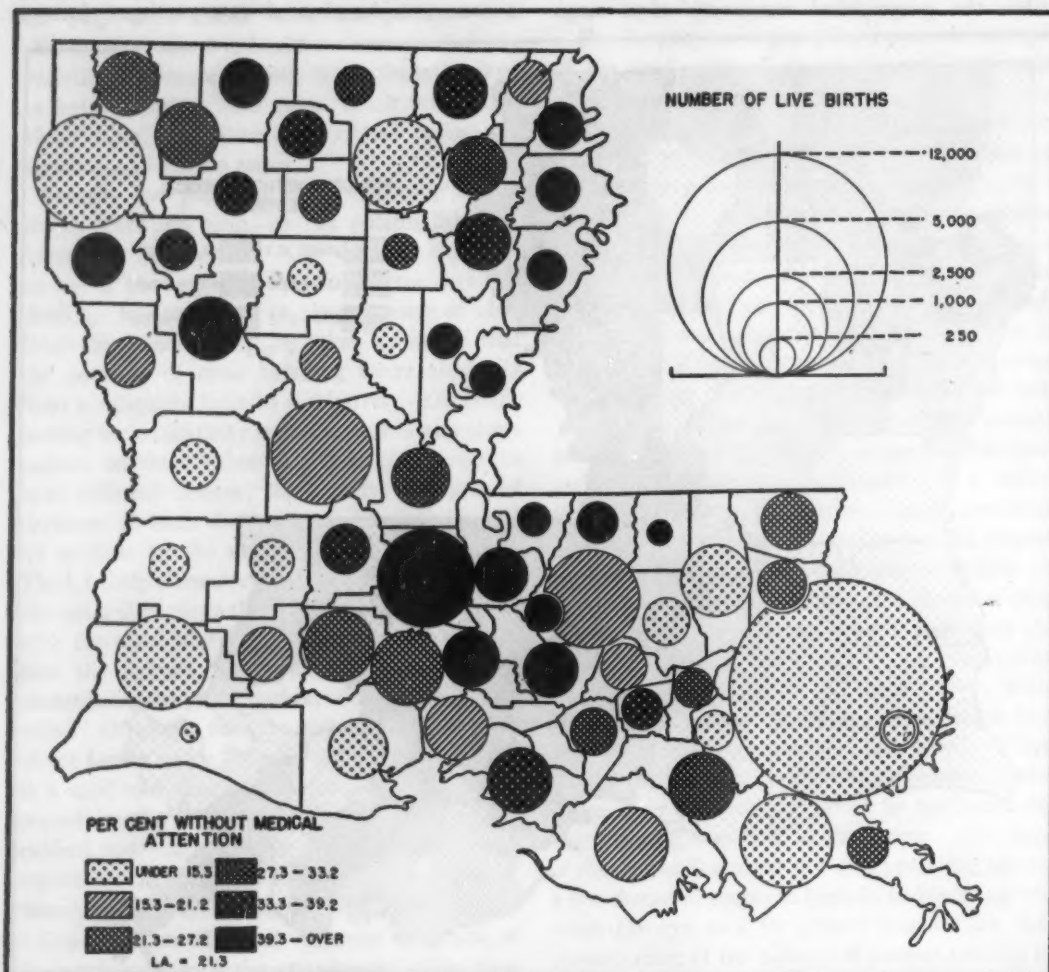 NUMBER OF LIVE BIRTHS
12,000
5,000
2,500
1,000
250
PER CENT WITHOUT MEDICAL
ATTENTION
UNDER 15.3
27.3 – 33.2
15.3 – 21.2
33.3 – 39.2
21.3 – 27.2
39.3 – OVER
LA. = 21.3